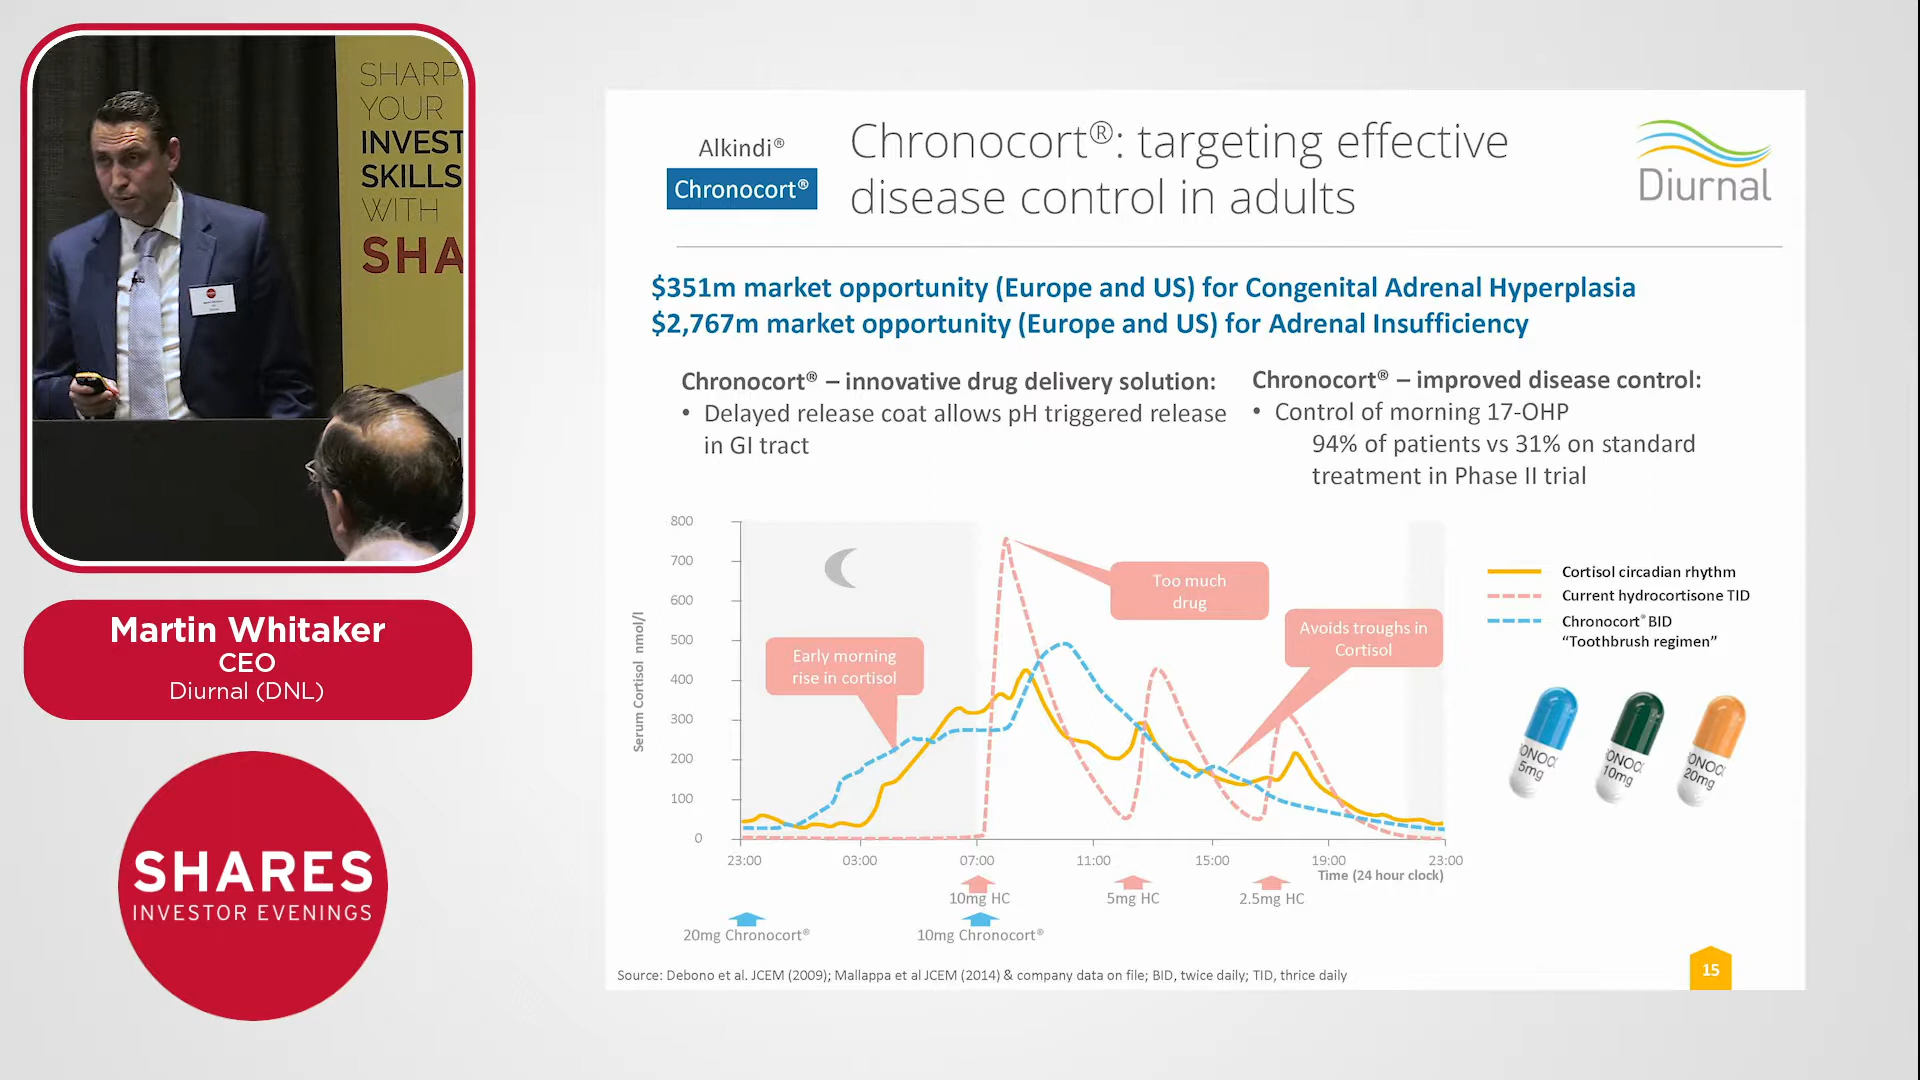 SHARP
YOUR
INVEST
SKILLS
WITH
SHA
Martin Whitaker
CEO
Diurnal (DNL)
SHARES
INVESTOR EVENINGS
Alkindi®
Chronocort®
Chronocort®: targeting effective
disease control in adults
Diurnal
$351m market opportunity (Europe and US) for Congenital Adrenal Hyperplasia
$2,767m market opportunity (Europe and US) for Adrenal Insufficiency
Chronocort® – innovative drug delivery solution:
• Delayed release coat allows pH triggered release
in GI tract
Chronocort® – improved disease control:
• Control of morning 17-OHP
94% of patients vs 31% on standard
treatment in Phase II trial
Serum Cortisol nmol/l
800
700
600
500
400
300
200
100
0
Early morning
rise in cortisol
Too much
drug
Avoids troughs in
Cortisol
23:00 03:00 07:00 11:00 15:00 19:00 23:00
Time (24 hour clock)
10mg HC 5mg HC 2.5mg HC
20mg Chronocort® 10mg Chronocort®
Cortisol circadian rhythm
Current hydrocortisone TID
Chronocort® BID
“Toothbrush regimen”
ONOC
5mg
ONOC
10mg
ONOC
20mg
Source: Debono et al. JCEM (2009); Mallappa et al JCEM (2014) & company data on file; BID, twice daily; TID, thrice daily
15